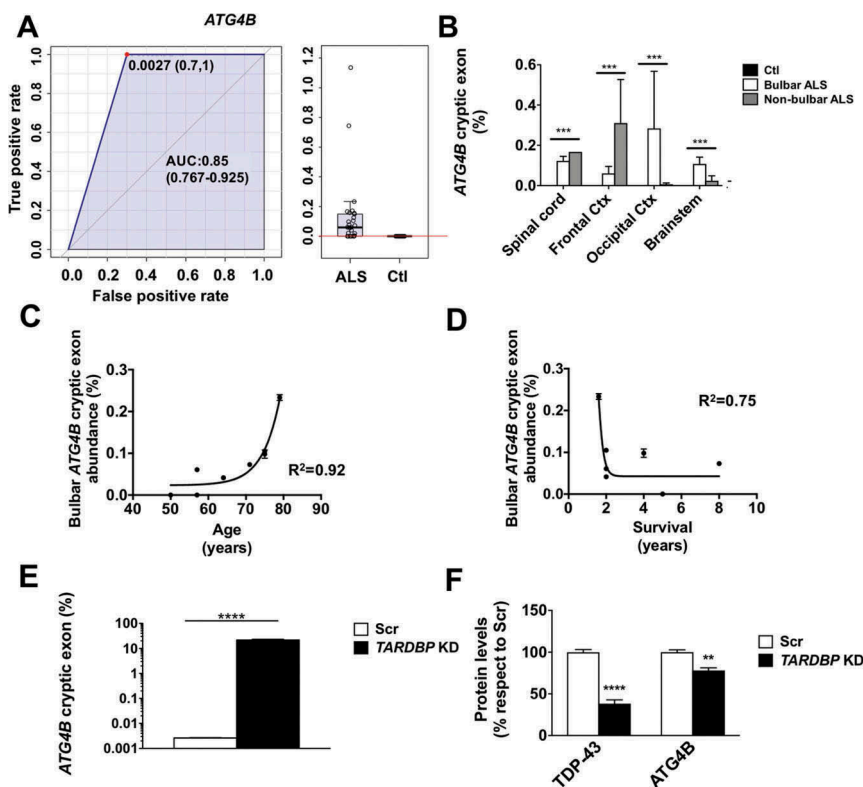 A
ATG4B
True positive rate
1.0
0.8
0.6
0.4
0.2
0.0
0.0027 (0.7,1)
AUC:0.85
(0.767-0.925)
0.0 0.2 0.4 0.6 0.8 1.0
False positive rate
1.2
1.0
0.8
0.6
0.4
0.2
0.0
ALS Ctl
B
ATG4B cryptic exon
(%)
0.6
0.4
0.2
0.0
***
***
***
***
Spinal cord
Frontal Ctx
Occipital Ctx
Brainstem
Ctl
Bulbar ALS
Non-bulbar ALS
C
Bulbar ATG4B cryptic exon
abundance (%)
0.3
0.2
0.1
0.0
R²=0.92
40 50 60 70 80 90
Age
(years)
D
Bulbar ATG4B cryptic exon
abundance (%)
0.3
0.2
0.1
0.0
R²=0.75
0 2 4 6 8 10
Survival
(years)
E
ATG4B cryptic exon (%)
100
10
1
0.1
0.01
0.001
****
Scr
TARDBP KD
F
Protein levels
(% respect to Scr)
150
100
50
0
****
**
TDP-43
ATG4B
Scr
TARDBP KD